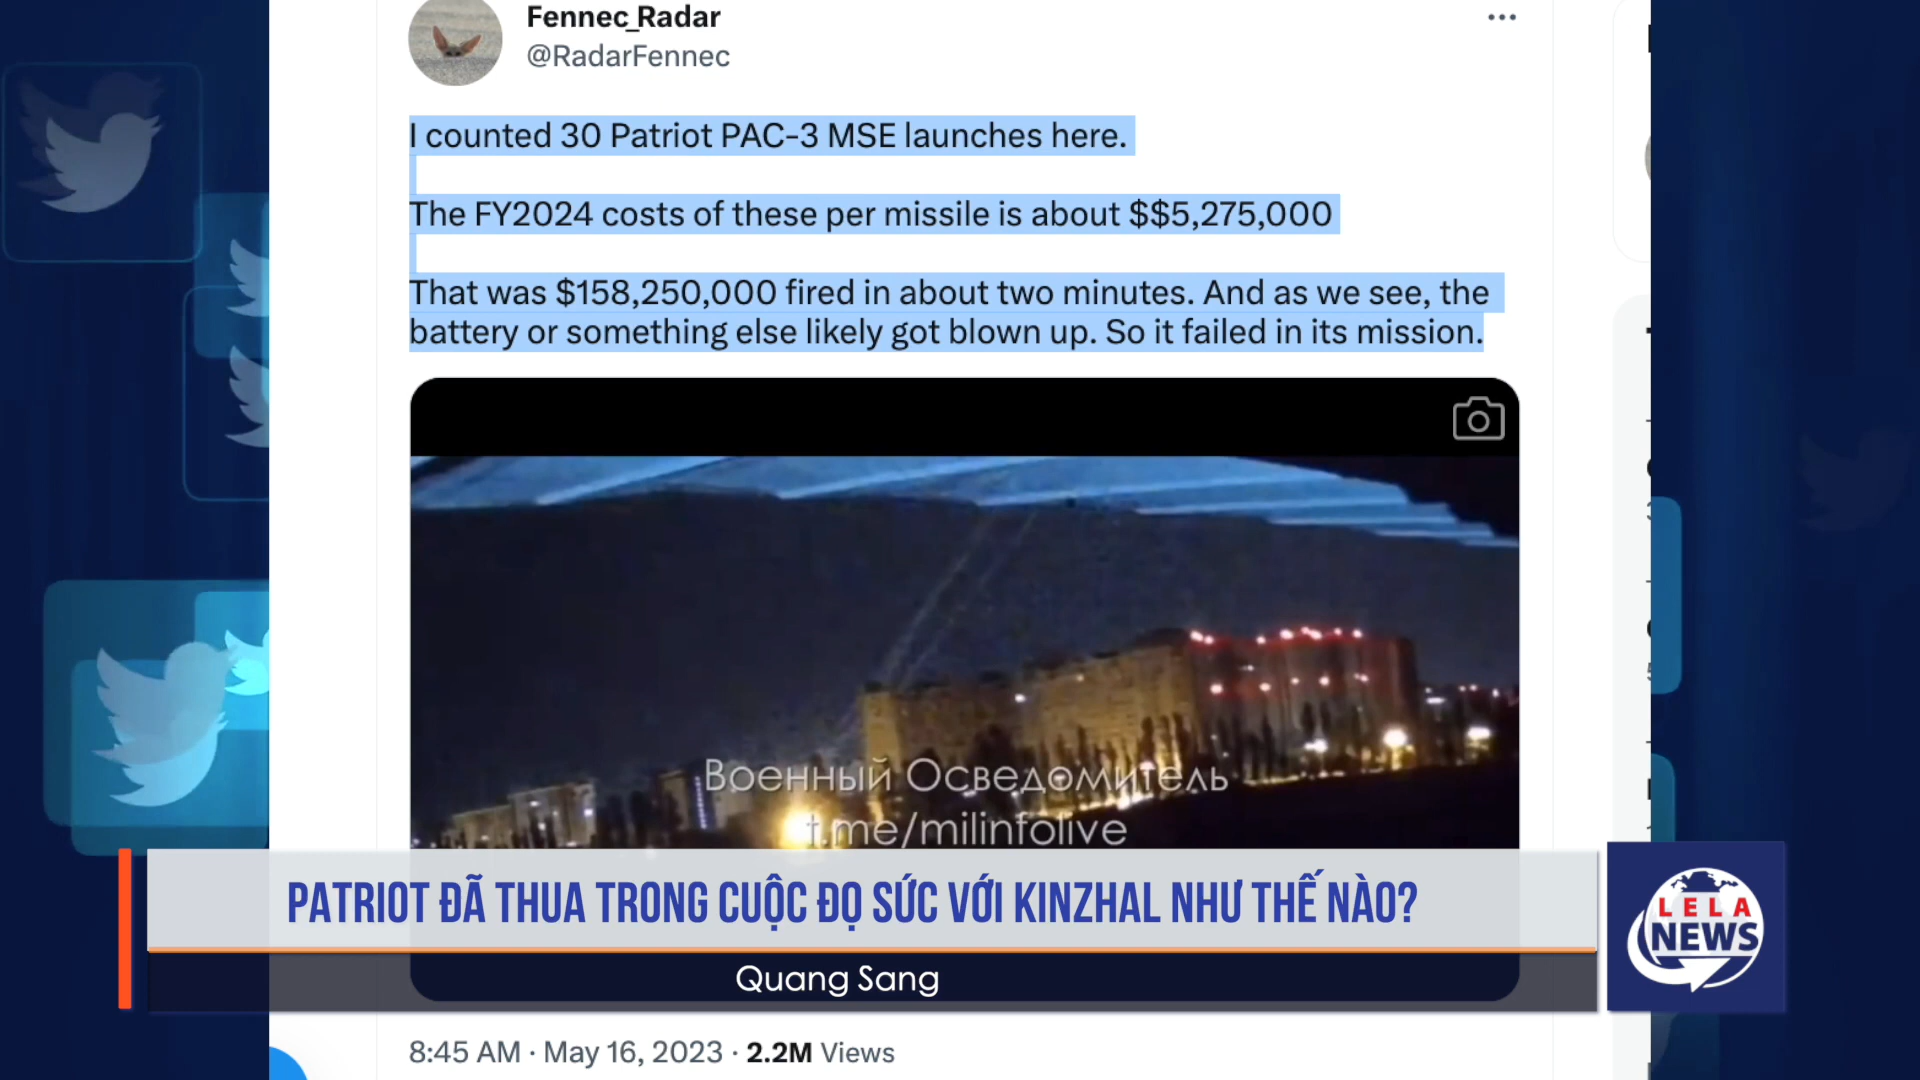 Fennec_Radar
@RadarFennec
I counted 30 Patriot PAC-3 MSE launches here.
The FY2024 costs of these per missile is about $$5,275,000
That was $158,250,000 fired in about two minutes. And as we see, the
battery or something else likely got blown up. So it failed in its mission.
Военный Осведомитель
t.me/milinfolive
PATRIOT ĐÃ THUA TRONG CUỘC ĐỌ SỨC VỚI KINZHAL NHƯ THẾ NÀO?
Quang Sang
LELA
NEWS
8:45 AM · May 16, 2023 · 2.2M Views